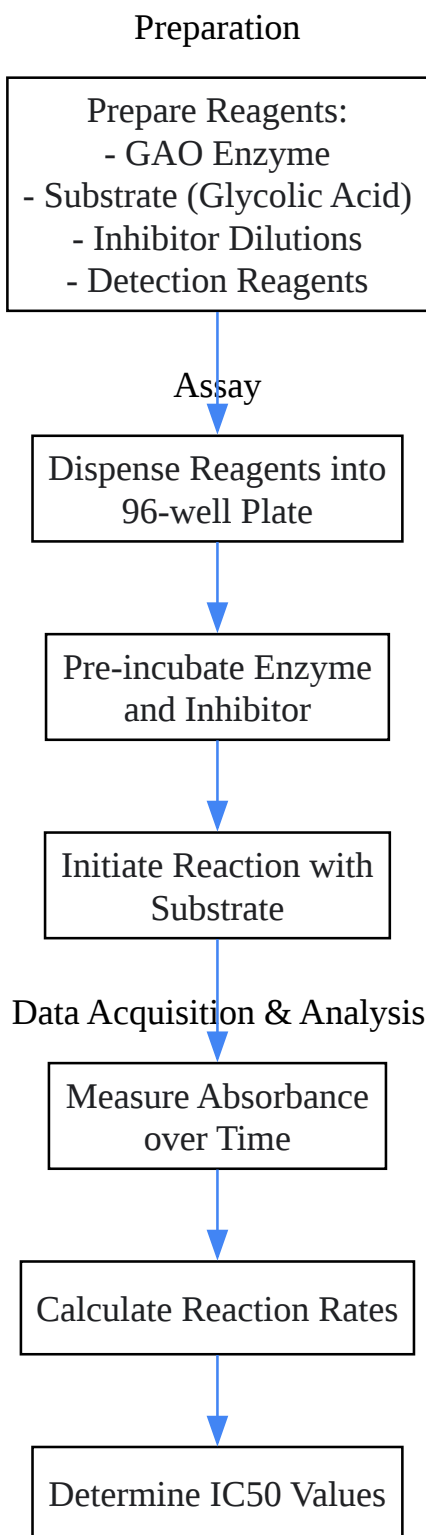 Preparation
Prepare Reagents:
- GAO Enzyme
- Substrate (Glycolic Acid)
- Inhibitor Dilutions
- Detection Reagents
Assay
Dispense Reagents into
96-well Plate
Pre-incubate Enzyme
and Inhibitor
Initiate Reaction with
Substrate
Data Acquisition & Analysis
Measure Absorbance
over Time
Calculate Reaction Rates
Determine IC50 Values